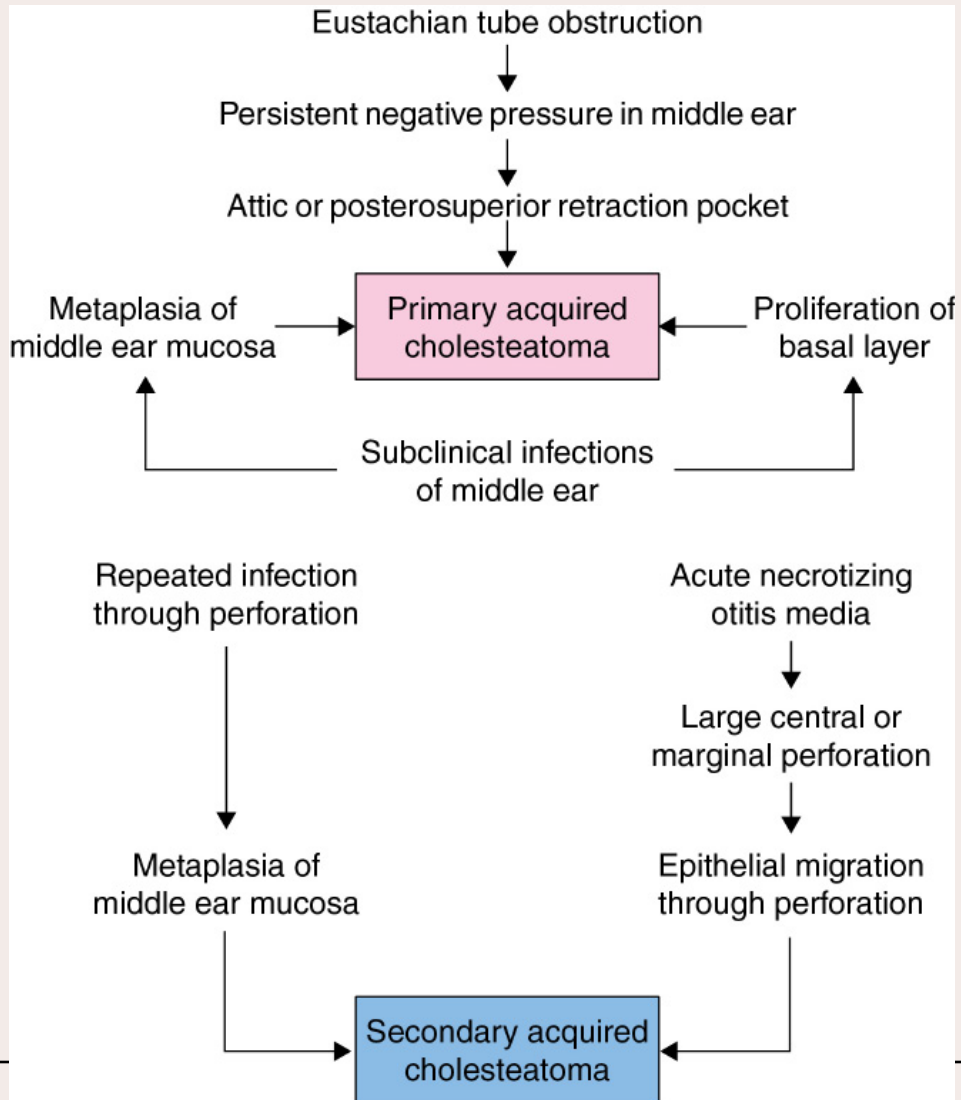 Eustachian tube obstruction
Persistent negative pressure in middle ear
Attic or posterosuperior retraction pocket
Metaplasia of
middle ear mucosa
Primary acquired
cholesteatoma
Proliferation of
basal layer
Subclinical infections
of middle ear
Repeated infection
through perforation
Acute necrotizing
otitis media
Large central or
marginal perforation
Metaplasia of
middle ear mucosa
Epithelial migration
through perforation
Secondary acquired
cholesteatoma